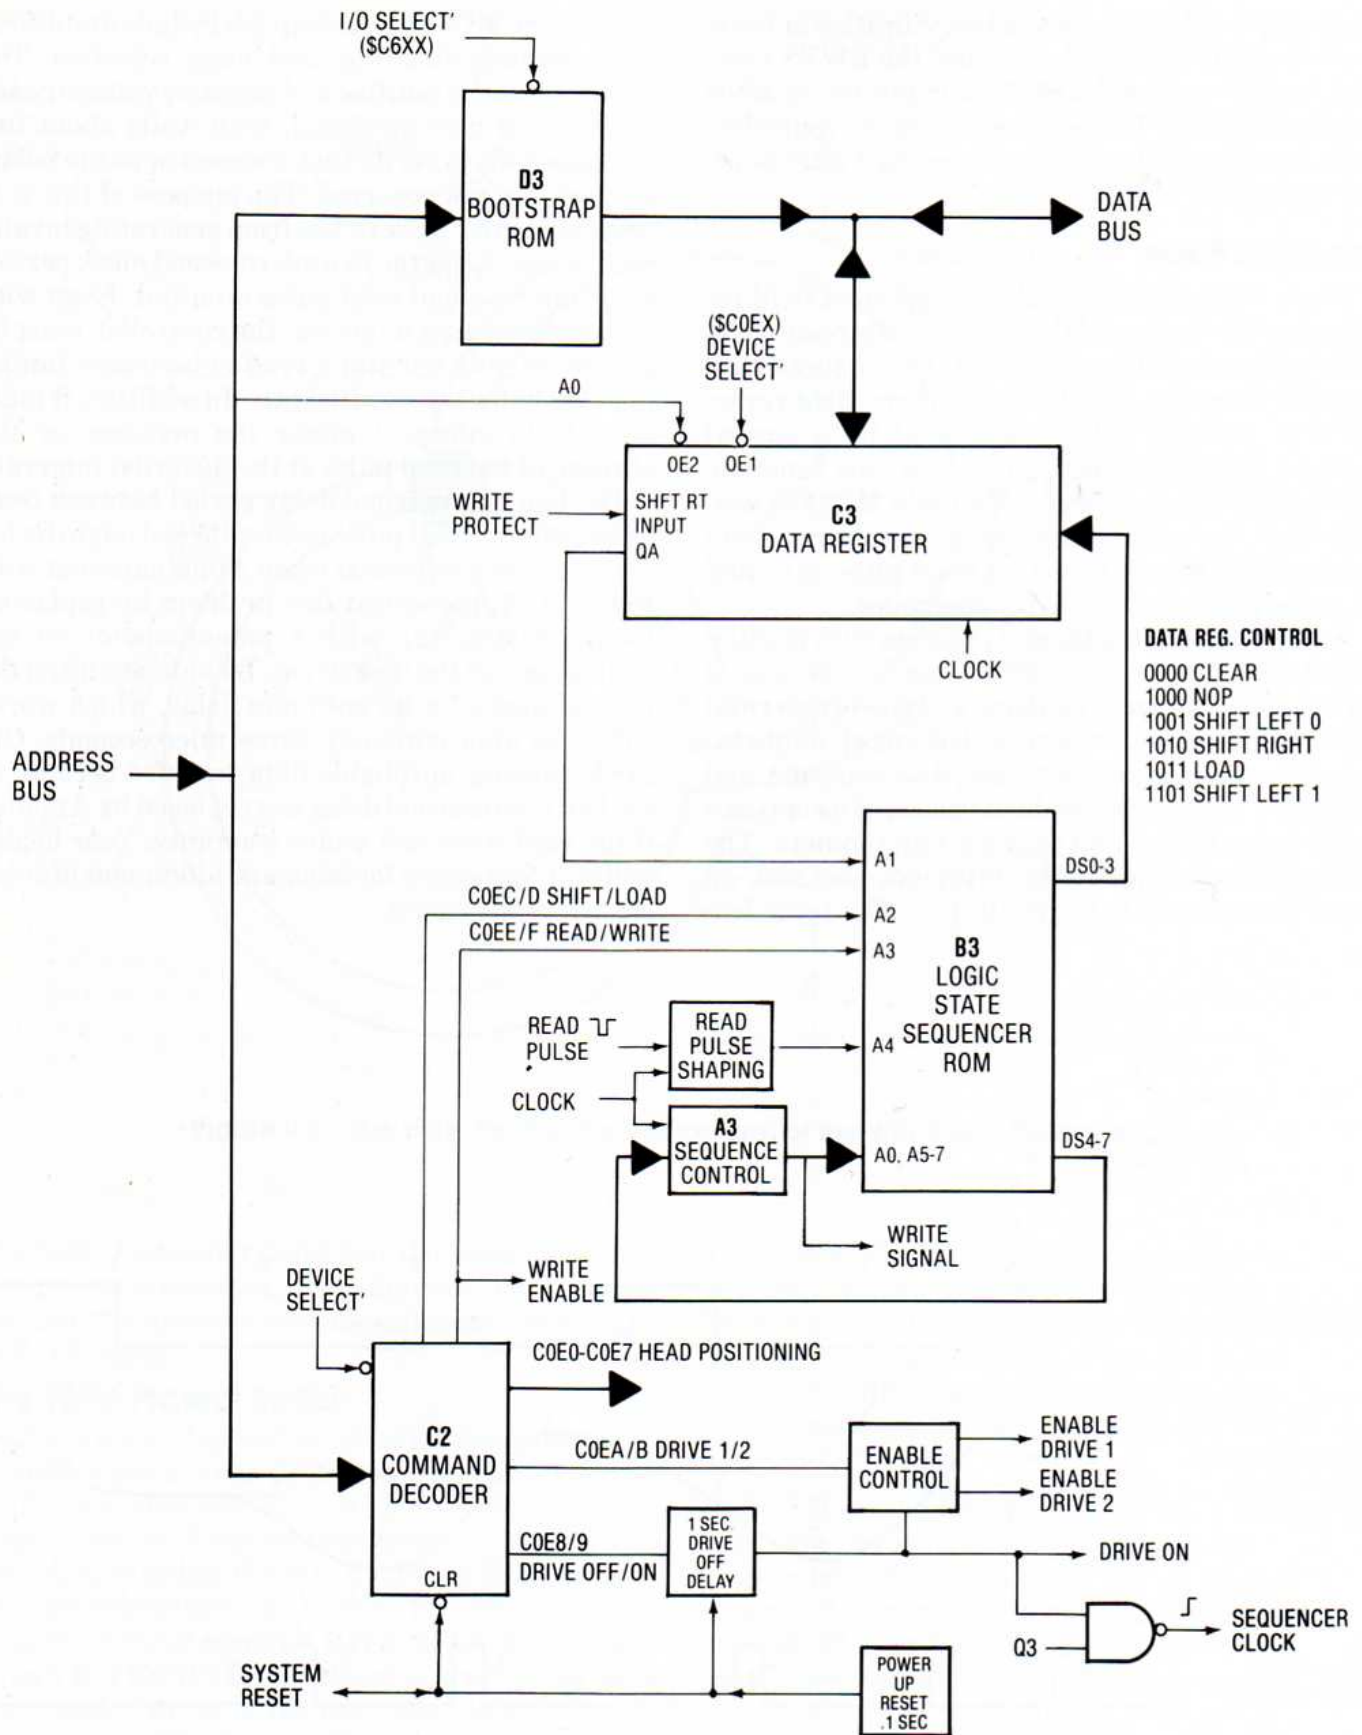 I/O SELECT'
($C6XX)
D3
BOOTSTRAP
ROM
DATA
BUS
($C0EX)
DEVICE
SELECT'
A0
OE2
OE1
WRITE
PROTECT
SHFT RT
INPUT
QA
C3
DATA REGISTER
CLOCK
DATA REG. CONTROL
0000 CLEAR
1000 NOP
1001 SHIFT LEFT 0
1010 SHIFT RIGHT
1011 LOAD
1101 SHIFT LEFT 1
ADDRESS
BUS
A1
DS0-3
C0EC/D SHIFT/LOAD
A2
C0EE/F READ/WRITE
A3
B3
LOGIC
STATE
SEQUENCER
ROM
READ
PULSE
READ
PULSE
SHAPING
A4
CLOCK
A3
SEQUENCE
CONTROL
A0. A5-7
DS4-7
WRITE
SIGNAL
WRITE
ENABLE
DEVICE
SELECT'
C0E0-C0E7 HEAD POSITIONING
C2
COMMAND
DECODER
C0EA/B DRIVE 1/2
ENABLE
CONTROL
ENABLE
DRIVE 1
ENABLE
DRIVE 2
C0E8/9
DRIVE OFF/ON
1 SEC.
DRIVE
OFF
DELAY
DRIVE ON
CLR
Q3
SEQUENCER
CLOCK
SYSTEM
RESET
POWER
UP
RESET
.1 SEC